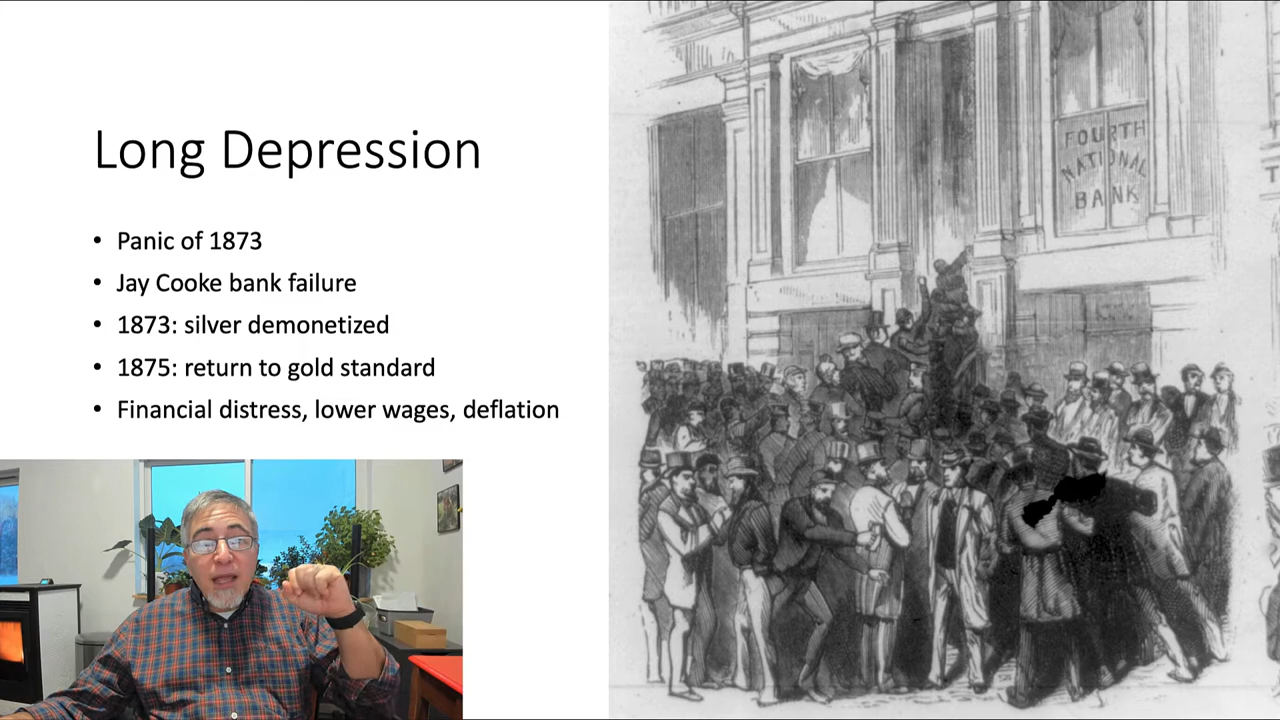 Long Depression
• Panic of 1873
• Jay Cooke bank failure
• 1873: silver demonetized
• 1875: return to gold standard
• Financial distress, lower wages, deflation
FOURTH
NATIONAL
BANK